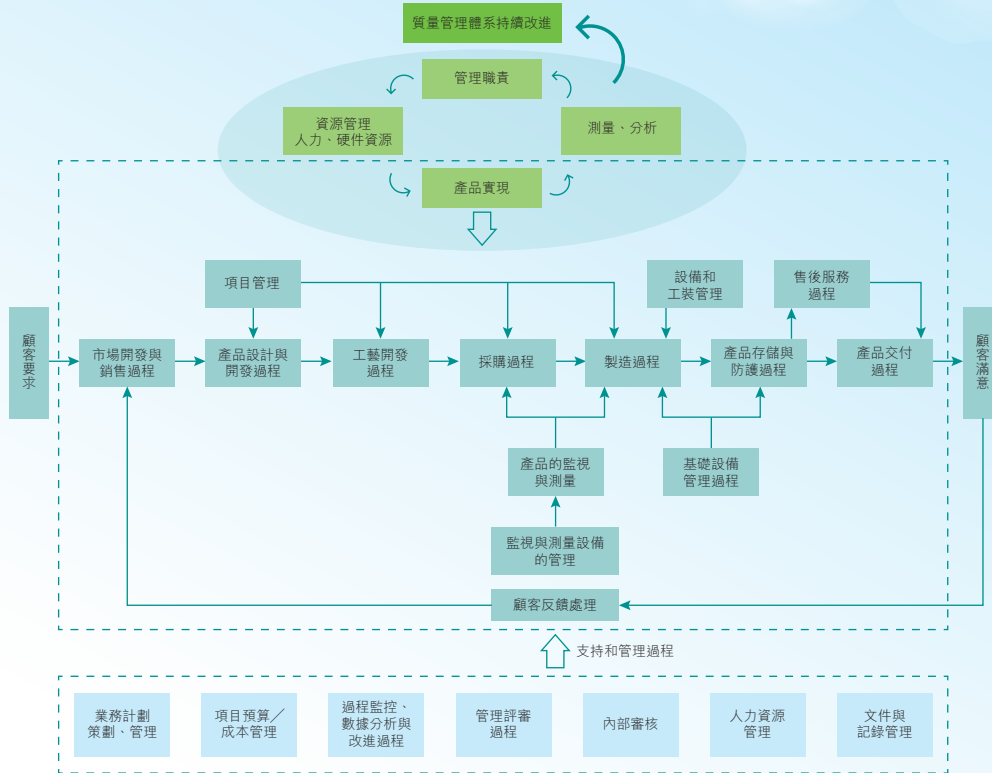 質量管理體系持續改進
管理職責
資源管理
人力、硬件資源
測量、分析
產品實現
項目管理
設備和
工裝管理
售後服務
過程
顧客要求
市場開發與
銷售過程
產品設計與
開發過程
工藝開發
過程
採購過程
製造過程
產品存儲與
防護過程
產品交付
過程
顧客滿意
產品的監視
與測量
基礎設備
管理過程
監視與測量設備
的管理
顧客反饋處理
支持和管理過程
業務計劃
策劃、管理
項目預算／
成本管理
過程監控、
數據分析與
改進過程
管理評審
過程
內部審核
人力資源
管理
文件與
記錄管理